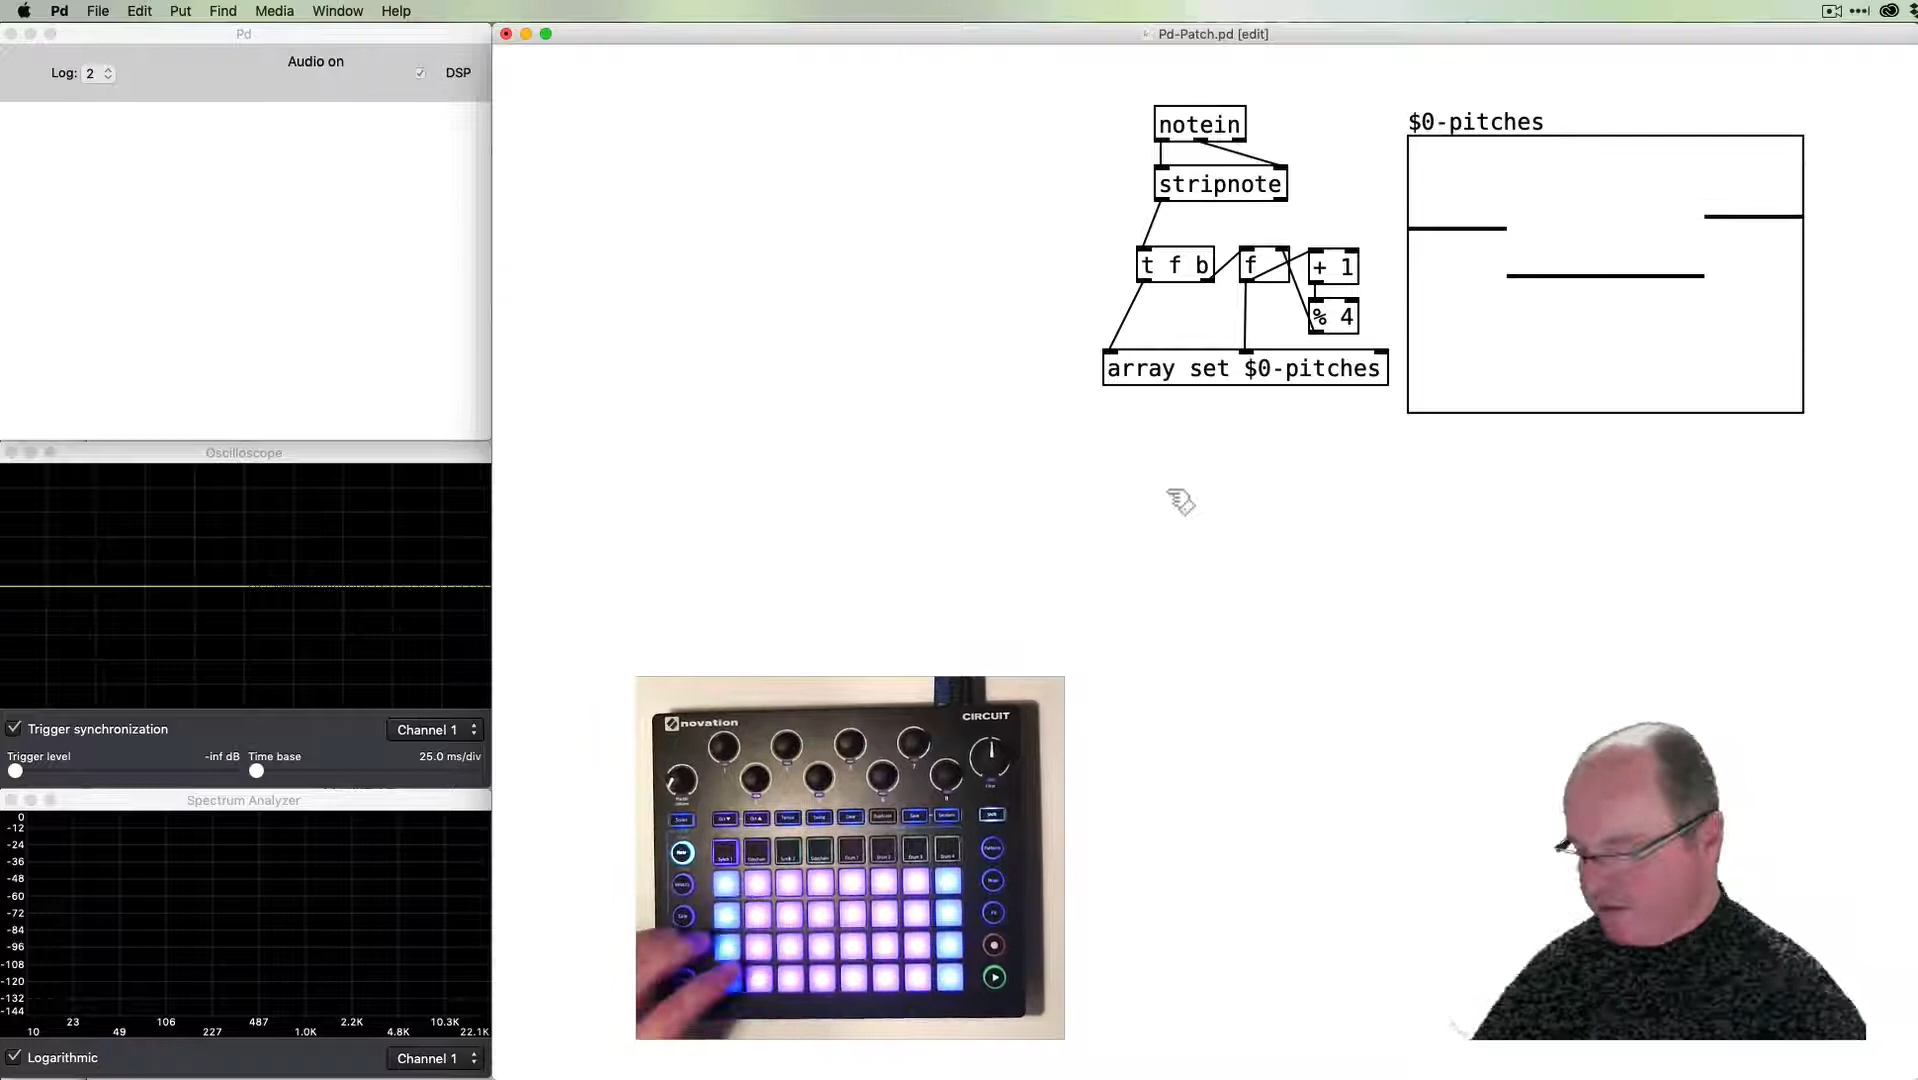 Pd File Edit Put Find Media Window Help
Pd
Pd-Patch.pd [edit]
Audio on
Log: 2
DSP
notein
stripnote
t f b
f
+ 1
% 4
array set $0-pitches
$0-pitches
Oscilloscope
Trigger synchronization
Channel 1
Trigger level
-inf dB
Time base
25.0 ms/div
Spectrum Analyzer
0
-12
-24
-36
-48
-60
-72
-84
-96
-108
-120
-132
-144
10 23 49 106 227 487 1.0K 2.2K 4.8K 10.3K 22.1K
Logarithmic
Channel 1
novation
CIRCUIT